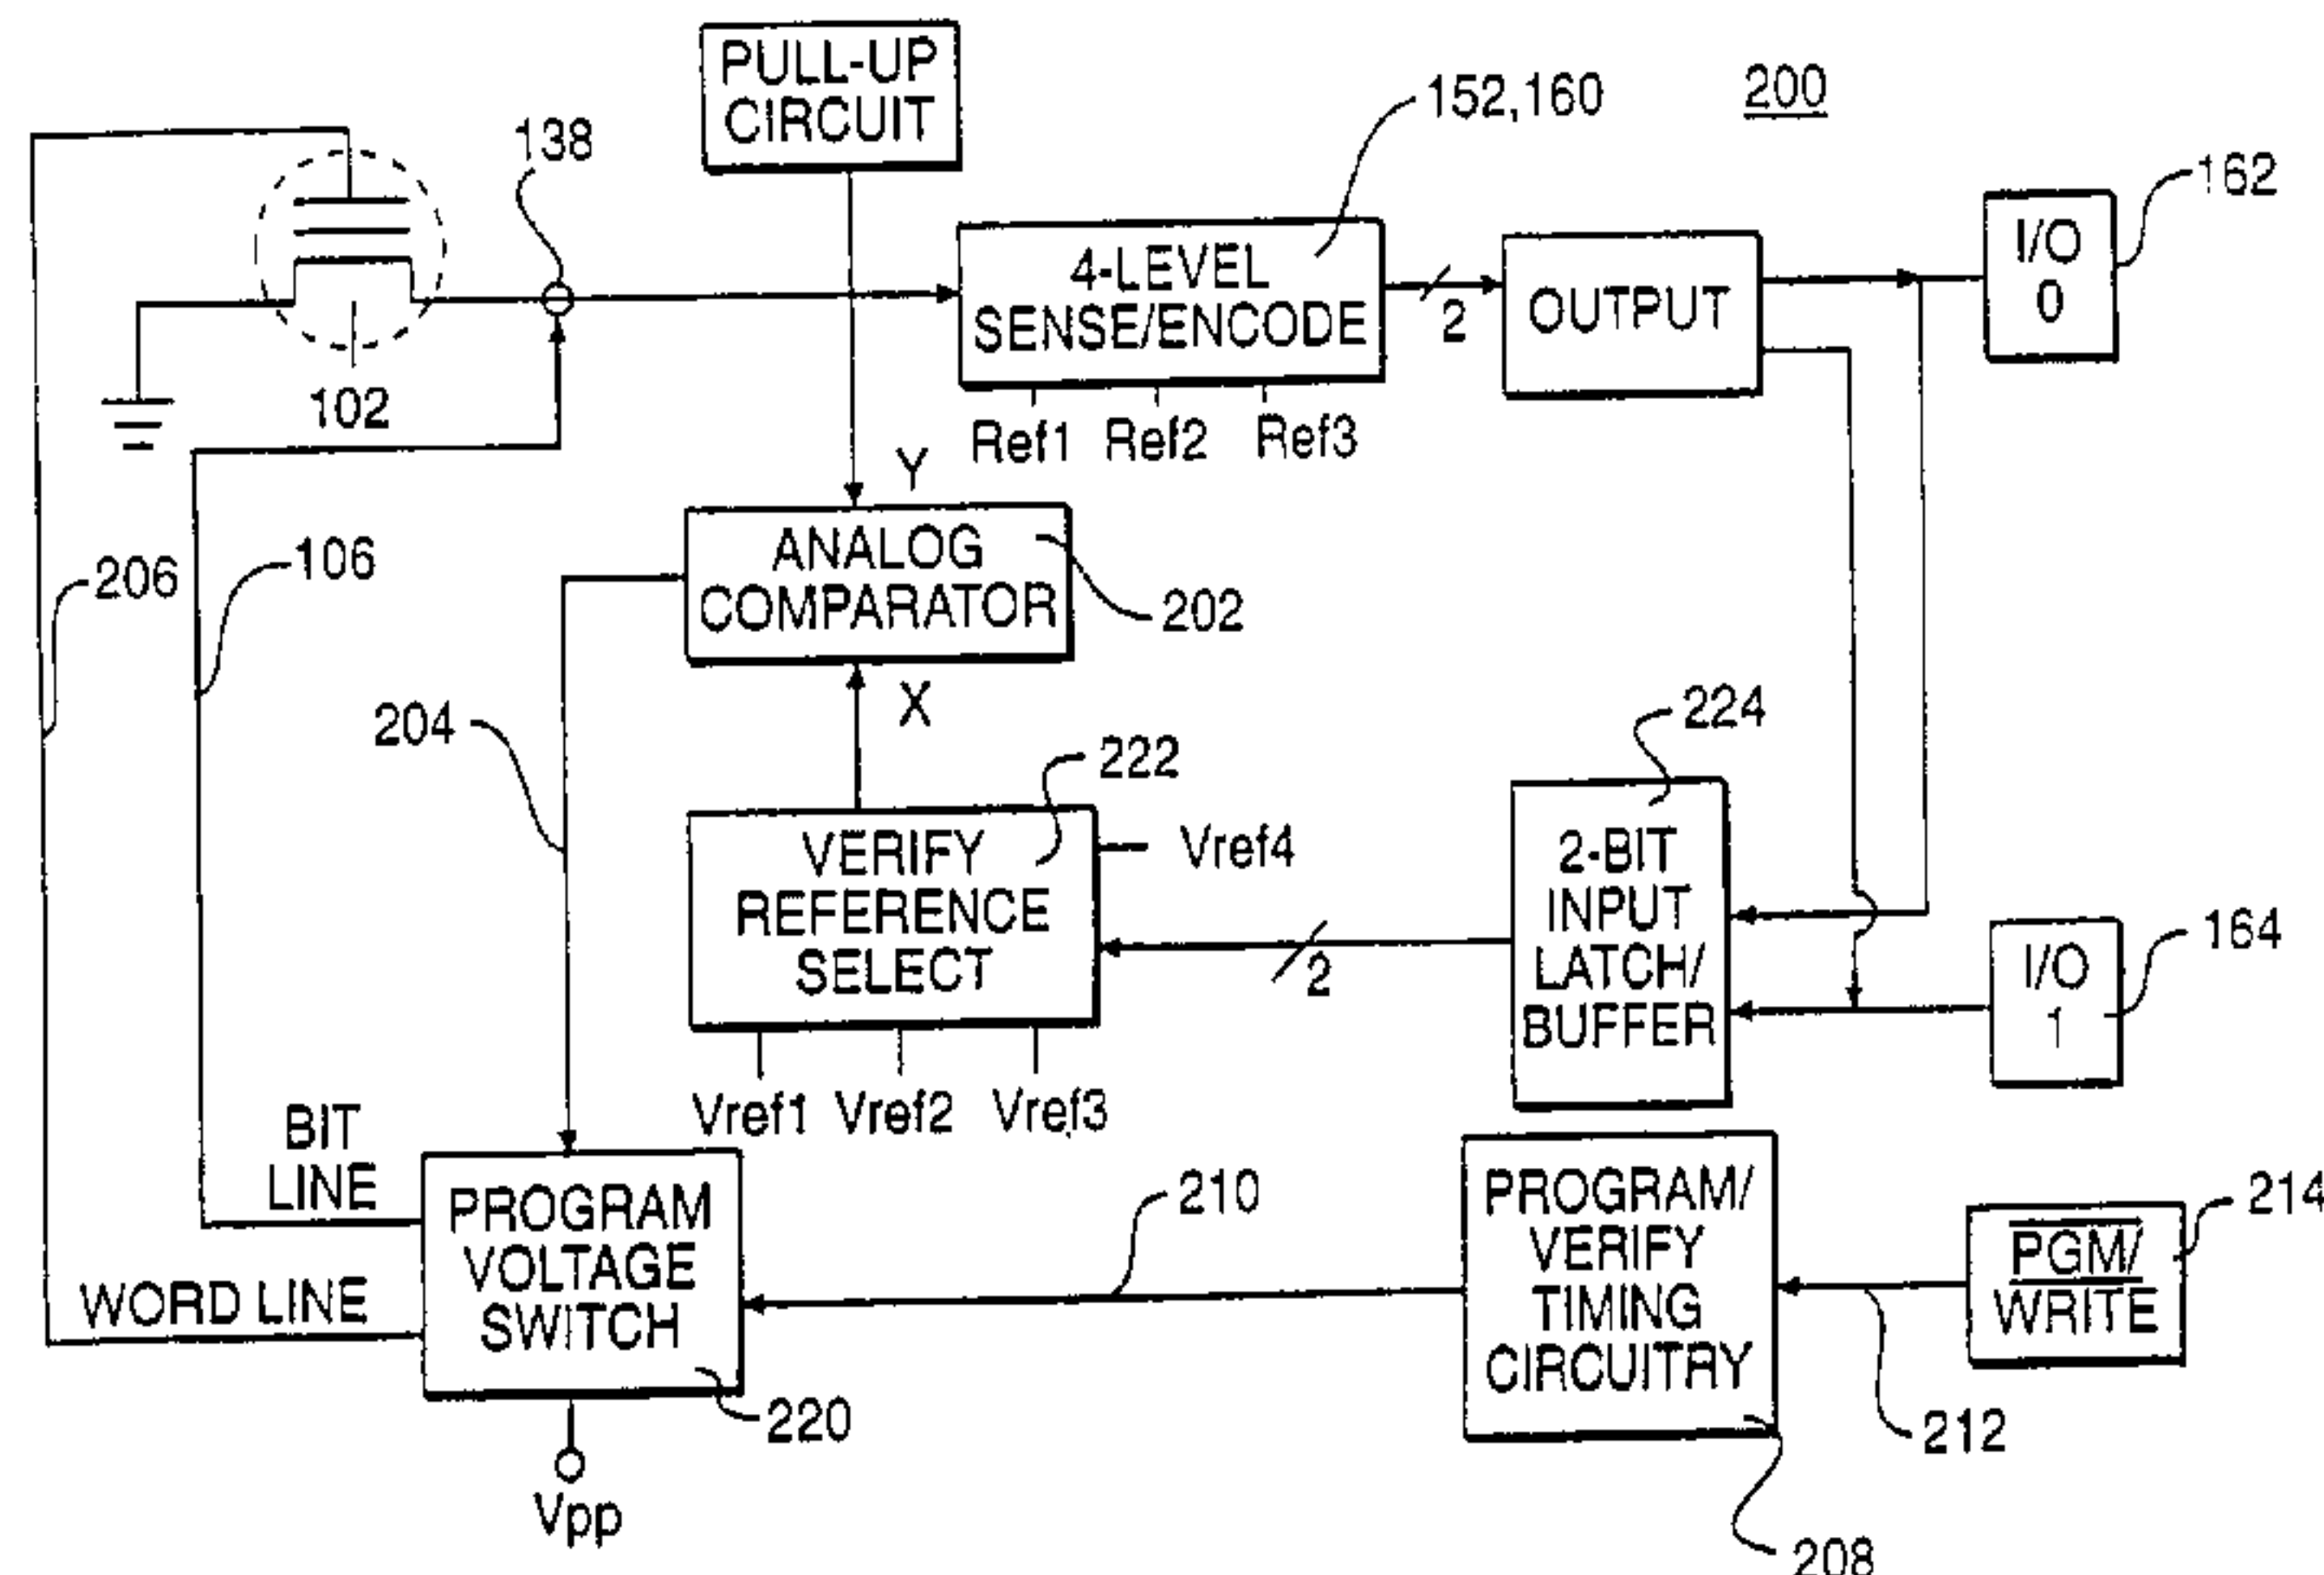 PULL-UP
CIRCUIT
152,160
200
138
162
I/O
0
4-LEVEL
SENSE/ENCODE
2
OUTPUT
102
Ref1 Ref2 Ref3
Y
ANALOG
COMPARATOR
202
206
106
X
204
222
224
VERIFY
REFERENCE
SELECT
Vref4
2
2-BIT
INPUT
LATCH/
BUFFER
164
I/O
1
Vref1 Vref2 Vref3
BIT
LINE
WORD LINE
PROGRAM
VOLTAGE
SWITCH
210
PROGRAM/
VERIFY
TIMING
CIRCUITRY
214
PGM/
WRITE
220
212
Vpp
208